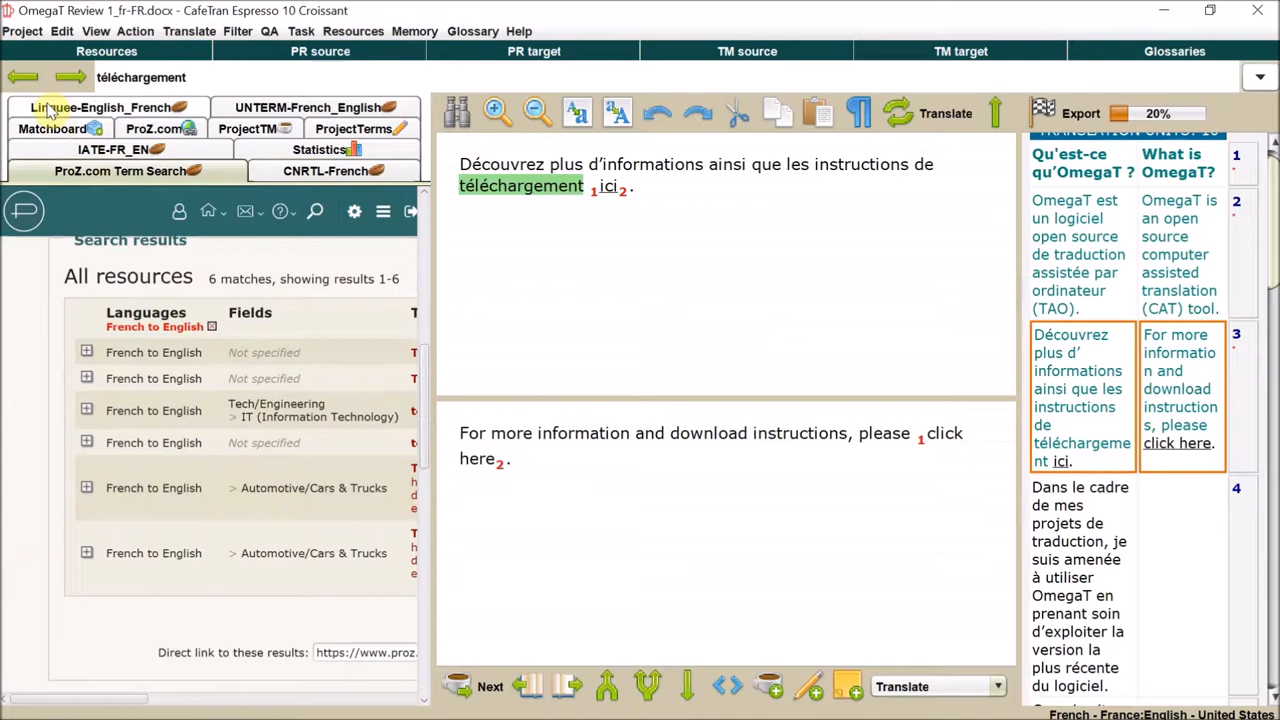 OmegaT Review 1_fr-FR.docx - CafeTran Espresso 10 Croissant
Project Edit View Action Translate Filter QA Task Resources Memory Glossary Help
Resources PR source PR target TM source TM target Glossaries
téléchargement
Linguee-English_French UNTERM-French_English
Matchboard ProZ.com ProjectTM ProjectTerms
IATE-FR_EN Statistics
ProZ.com Term Search CNRTL-French
Search results
All resources 6 matches, showing results 1-6
Languages Fields T
French to English
French to English Not specified T
French to English Not specified T
French to English Tech/Engineering
> IT (Information Technology) te
French to English Not specified te
French to English > Automotive/Cars & Trucks T
h
d
e
French to English > Automotive/Cars & Trucks T
h
d
e
Direct link to these results: https://www.proz.
Translate
Découvrez plus d’informations ainsi que les instructions de
téléchargement 1ici2.
For more information and download instructions, please 1click
here2.
Next
Translate
Export 20%
Qu'est-ce
qu’OmegaT ?
What is
OmegaT?
1
OmegaT est
un logiciel
open source
de traduction
assistée par
ordinateur
(TAO).
OmegaT is
an open
source
computer
assisted
translation
(CAT) tool.
2
Découvrez
plus d’
informations
ainsi que les
instructions
de
téléchargeme
nt ici.
For more
informatio
n and
download
instruction
s, please
click here.
3
Dans le cadre
de mes
projets de
traduction, je
suis amenée
à utiliser
OmegaT en
prenant soin
d’exploiter la
version la
plus récente
du logiciel.
4
French - France:English - United States